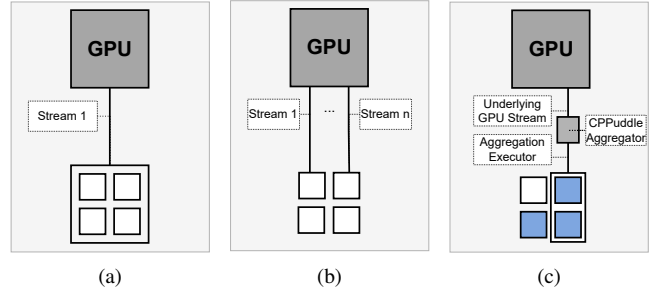 GPU
Stream 1
(a)
GPU
Stream 1
...
Stream n
(b)
GPU
Underlying
GPU Stream
CPPuddle
Aggregator
Aggregation
Executor
(c)